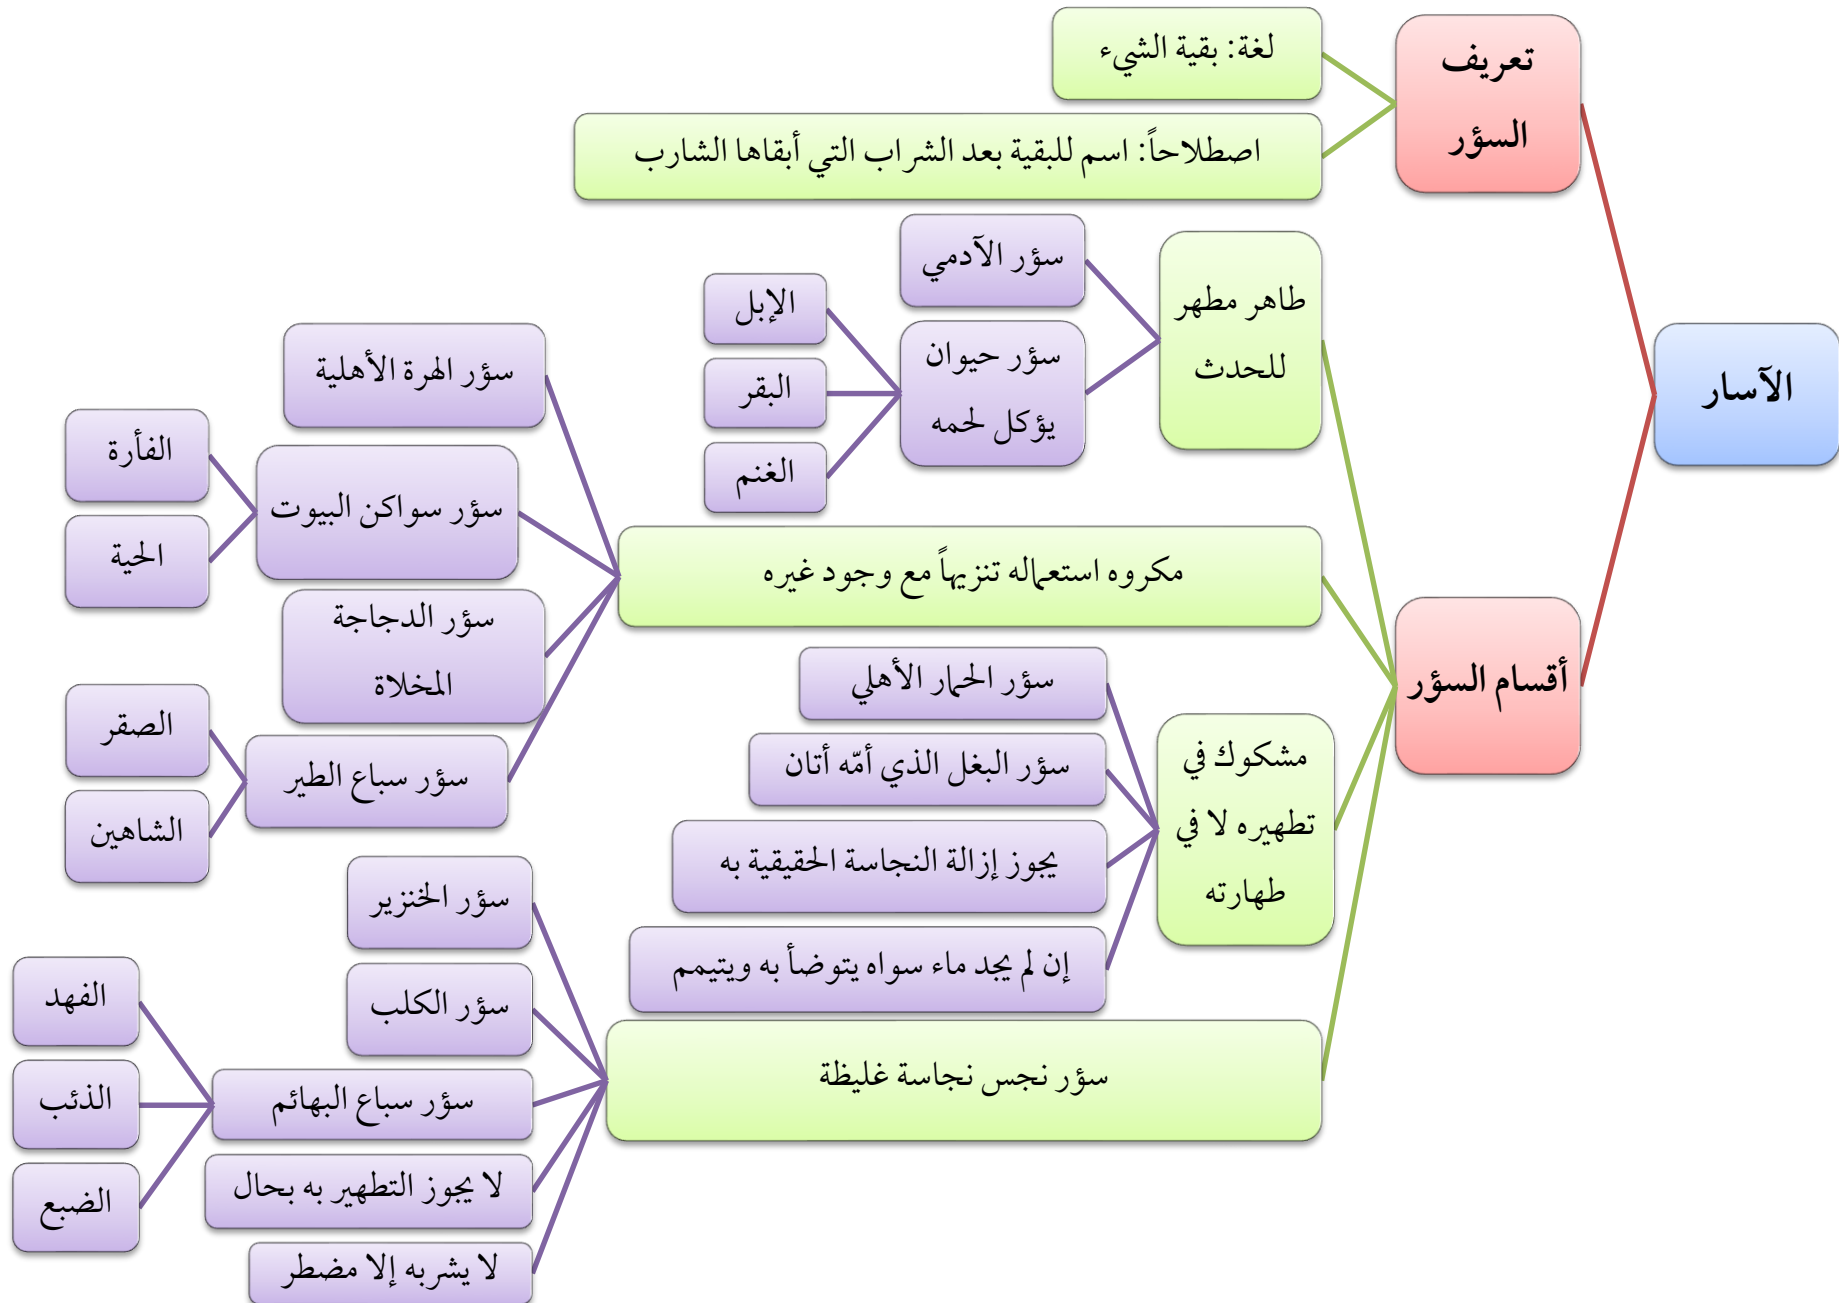 الآسار
تعريف
السؤر
لغة: بقية الشيء
اصطلاحاً: اسم للبقية بعد الشراب التي أبقاها الشارب
أقسام السؤر
طاهر مطهر
للحدث
سؤر الآدمي
سؤر حيوان
يؤكل لحمه
الإبل
البقر
الغنم
مكروه استعماله تنزيهاً مع وجود غيره
سؤر الهرة الأهلية
سؤر سواكن البيوت
الفأرة
الحية
سؤر الدجاجة
المخلاة
سؤر سباع الطير
الصقر
الشاهين
مشكوك في
تطهيره لا في
طهارته
سؤر الحمار الأهلي
سؤر البغل الذي أمّه أتان
يجوز إزالة النجاسة الحقيقية به
إن لم يجد ماء سواه يتوضأ به ويتيمم
سؤر نجس نجاسة غليظة
سؤر الخنزير
سؤر الكلب
سؤر سباع البهائم
الفهد
الذئب
الضبع
لا يجوز التطهير به بحال
لا يشربه إلا مضطر